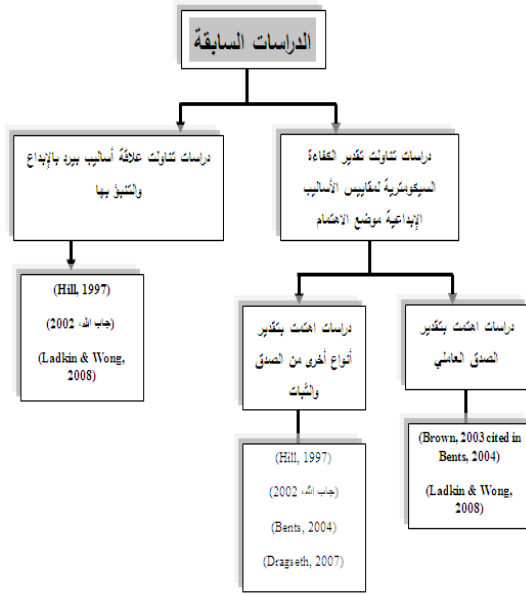 الدراسات السابقة
دراسات تناولت تقدير الكفاءة
السيكومترية لمقاييس الأساليب
الإبداعية موضع الاهتمام
دراسات تناولت علاقة أساليب بيرد بالإبداع
والتنبؤ بها
دراسات اهتمت بتقدير
الصدق العاملي
دراسات اهتمت بتقدير
أنواع أخرى من الصدق
والثبات
(Hill, 1997)
(جاب الله، 2002)
(Ladkin & Wong,
2008)
(Brown, 2003 cited in
Bents, 2004)
(Ladkin & Wong,
2008)
(Hill, 1997)
(جاب الله، 2002)
(Bents, 2004)
(Dragseth, 2007)